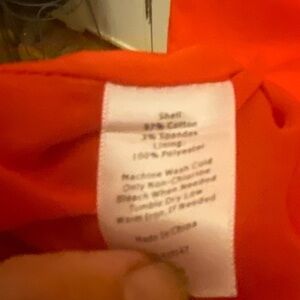 Shell:
97% Cotton
3% Spandex
Lining:
100% Polyester
Machine Wash Cold
Only Non-Chlorine
Bleach When Needed
Tumble Dry Low
Warm Iron, If Needed
Made In China